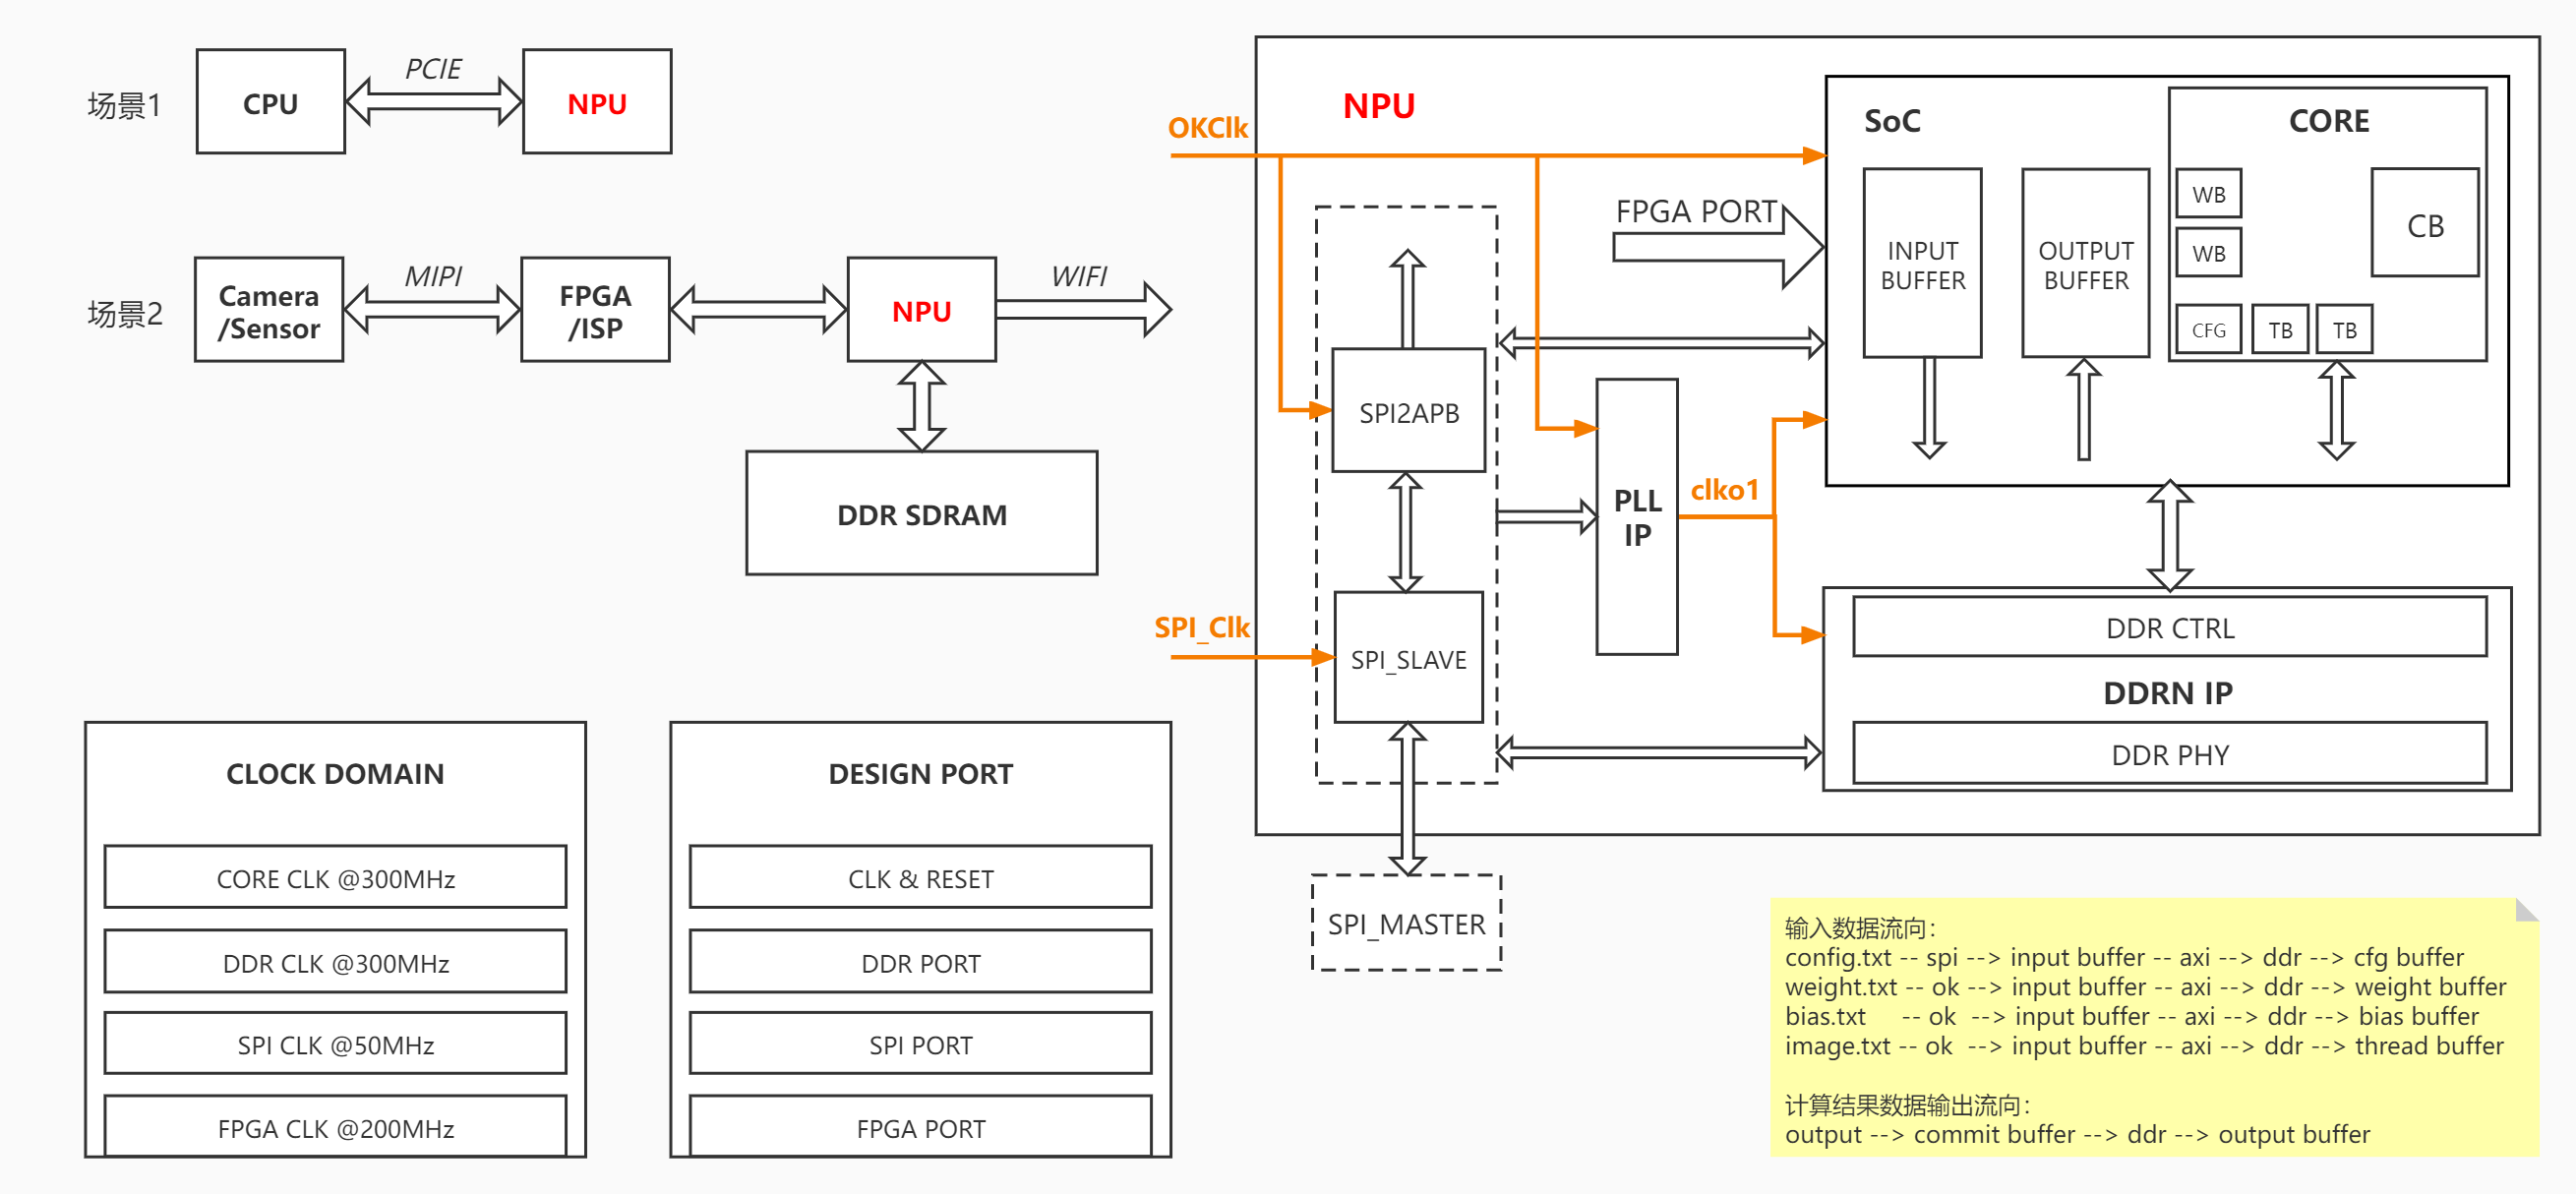 场景1
CPU
PCIE
NPU
场景2
Camera
/Sensor
MIPI
FPGA
/ISP
NPU
WIFI
DDR SDRAM
CLOCK DOMAIN
CORE CLK @300MHz
DDR CLK @300MHz
SPI CLK @50MHz
FPGA CLK @200MHz
DESIGN PORT
CLK & RESET
DDR PORT
SPI PORT
FPGA PORT
NPU
OKClk
SPI_Clk
SPI2APB
SPI_SLAVE
SPI_MASTER
FPGA PORT
PLL
IP
clko1
SoC
INPUT
BUFFER
OUTPUT
BUFFER
CORE
WB
WB
CB
CFG
TB
TB
DDR CTRL
DDRN IP
DDR PHY
输入数据流向：
config.txt -- spi --> input buffer -- axi --> ddr --> cfg buffer
weight.txt -- ok --> input buffer -- axi --> ddr --> weight buffer
bias.txt -- ok --> input buffer -- axi --> ddr --> bias buffer
image.txt -- ok --> input buffer -- axi --> ddr --> thread buffer
计算结果数据输出流向：
output --> commit buffer --> ddr --> output buffer